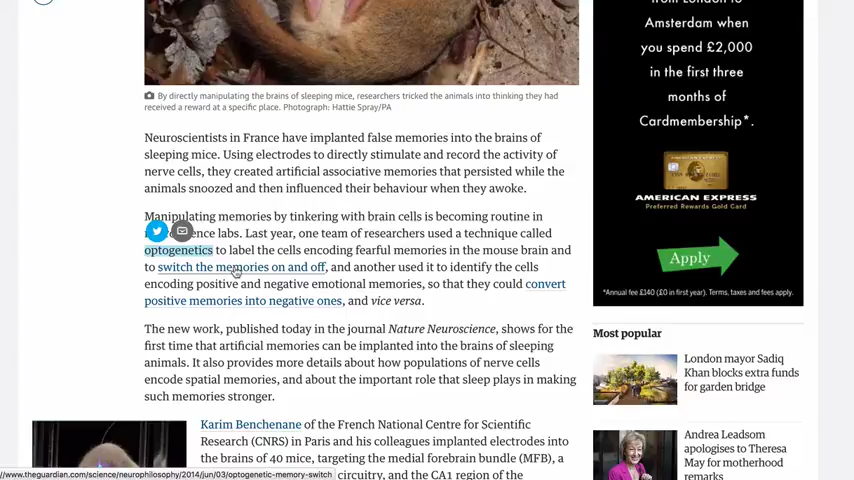 By directly manipulating the brains of sleeping mice, researchers tricked the animals into thinking they had
received a reward at a specific place. Photograph: Hattie Spray/PA
Neuroscientists in France have implanted false memories into the brains of
sleeping mice. Using electrodes to directly stimulate and record the activity of
nerve cells, they created artificial associative memories that persisted while the
animals snoozed and then influenced their behaviour when they awoke.
Manipulating memories by tinkering with brain cells is becoming routine in
labs. Last year, one team of researchers used a technique called
optogenetics to label the cells encoding fearful memories in the mouse brain and
to switch the memories on and off, and another used it to identify the cells
encoding positive and negative emotional memories, so that they could convert
positive memories into negative ones, and vice versa.
The new work, published today in the journal Nature Neuroscience, shows for the
first time that artificial memories can be implanted into the brains of sleeping
animals. It also provides more details about how populations of nerve cells
encode spatial memories, and about the important role that sleep plays in making
such memories stronger.
Karim Benchenane of the French National Centre for Scientific
Research (CNRS) in Paris and his colleagues implanted electrodes into
the brains of 40 mice, targeting the medial forebrain bundle (MFB), a
circuitry, and the CA1 region of the
//www.theguardian.com/science/neurophilosophy/2014/jun/03/optogenetic-memory-switch
from London to
Amsterdam when
you spend £2,000
in the first three
months of
Cardmembership*.
AMERICAN EXPRESS
Preferred Rewards Gold Card
Apply
*Annual fee £140 (£0 in first year). Terms, taxes and fees apply.
Most popular
London mayor Sadiq
Khan blocks extra funds
for garden bridge
Andrea Leadsom
apologises to Theresa
May for motherhood
remarks